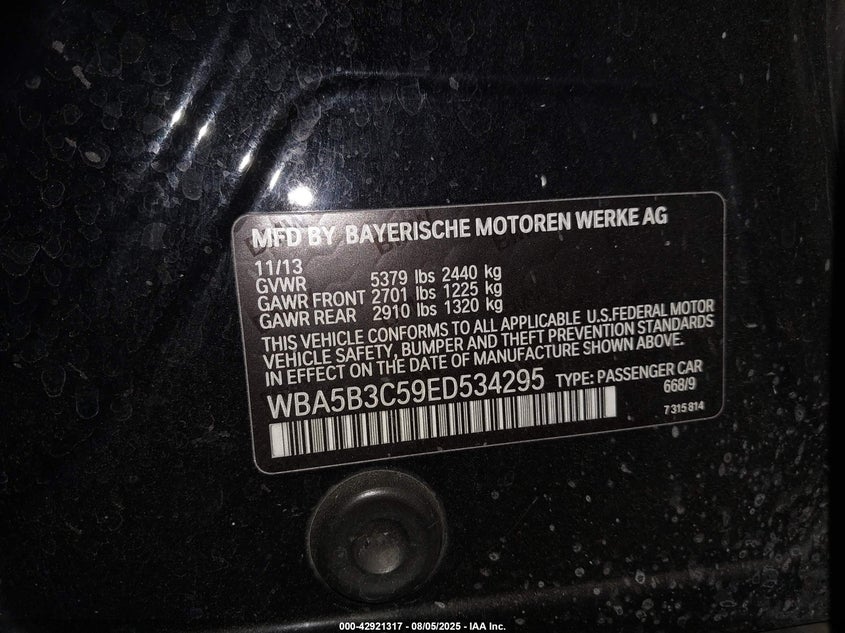 MFD BY BAYERISCHE MOTOREN WERKE AG
11/13
GVWR 5379 lbs 2440 kg
GAWR FRONT 2701 lbs 1225 kg
GAWR REAR 2910 lbs 1320 kg
THIS VEHICLE CONFORMS TO ALL APPLICABLE U.S.FEDERAL MOTOR
VEHICLE SAFETY, BUMPER AND THEFT PREVENTION STANDARDS
IN EFFECT ON THE DATE OF MANUFACTURE SHOWN ABOVE.
WBA5B3C59ED534295 TYPE: PASSENGER CAR
668/9
7 315 814
000-42921317 - 08/05/2025 - IAA Inc.